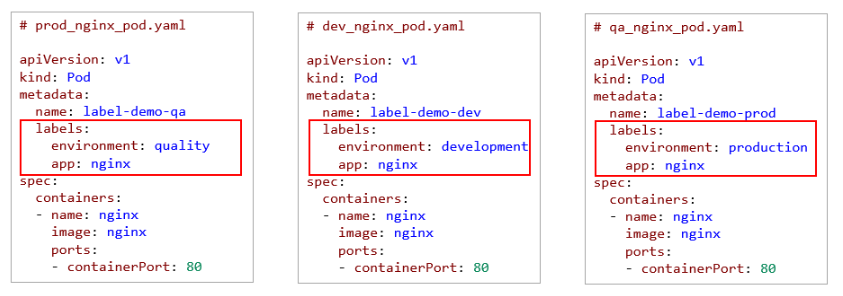 # prod_nginx_pod.yaml
apiVersion: v1
kind: Pod
metadata:
  name: label-demo-qa
  labels:
    environment: quality
    app: nginx
spec:
  containers:
  - name: nginx
    image: nginx
    ports:
    - containerPort: 80
# dev_nginx_pod.yaml
apiVersion: v1
kind: Pod
metadata:
  name: label-demo-dev
  labels:
    environment: development
    app: nginx
spec:
  containers:
  - name: nginx
    image: nginx
    ports:
    - containerPort: 80
# qa_nginx_pod.yaml
apiVersion: v1
kind: Pod
metadata:
  name: label-demo-prod
  labels:
    environment: production
    app: nginx
spec:
  containers:
  - name: nginx
    image: nginx
    ports:
    - containerPort: 80